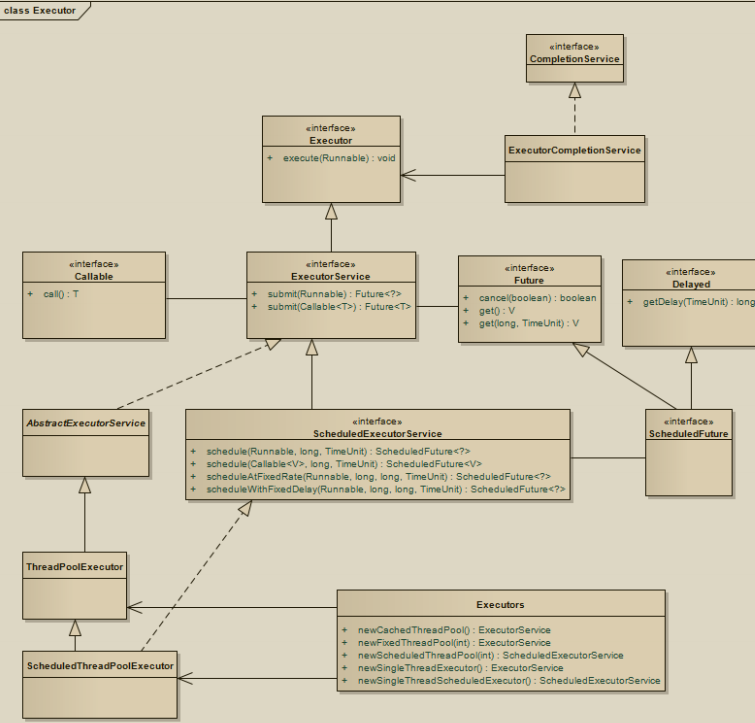 class Executor
«interface»
CompletionService
«interface»
Executor
+ execute(Runnable) : void
ExecutorCompletionService
«interface»
Callable
+ call() : T
«interface»
ExecutorService
+ submit(Runnable) : Future<?>
+ submit(Callable<T>) : Future<T>
«interface»
Future
+ cancel(boolean) : boolean
+ get() : V
+ get(long, TimeUnit) : V
«interface»
Delayed
+ getDelay(TimeUnit) : long
AbstractExecutorService
«interface»
ScheduledExecutorService
+ schedule(Runnable, long, TimeUnit) : ScheduledFuture<?>
+ schedule(Callable<V>, long, TimeUnit) : ScheduledFuture<V>
+ scheduleAtFixedRate(Runnable, long, long, TimeUnit) : ScheduledFuture<?>
+ scheduleWithFixedDelay(Runnable, long, long, TimeUnit) : ScheduledFuture<?>
«interface»
ScheduledFuture
ThreadPoolExecutor
Executors
+ newCachedThreadPool() : ExecutorService
+ newFixedThreadPool(int) : ExecutorService
+ newScheduledThreadPool(int) : ScheduledExecutorService
+ newSingleThreadExecutor() : ExecutorService
+ newSingleThreadScheduledExecutor() : ScheduledExecutorService
ScheduledThreadPoolExecutor